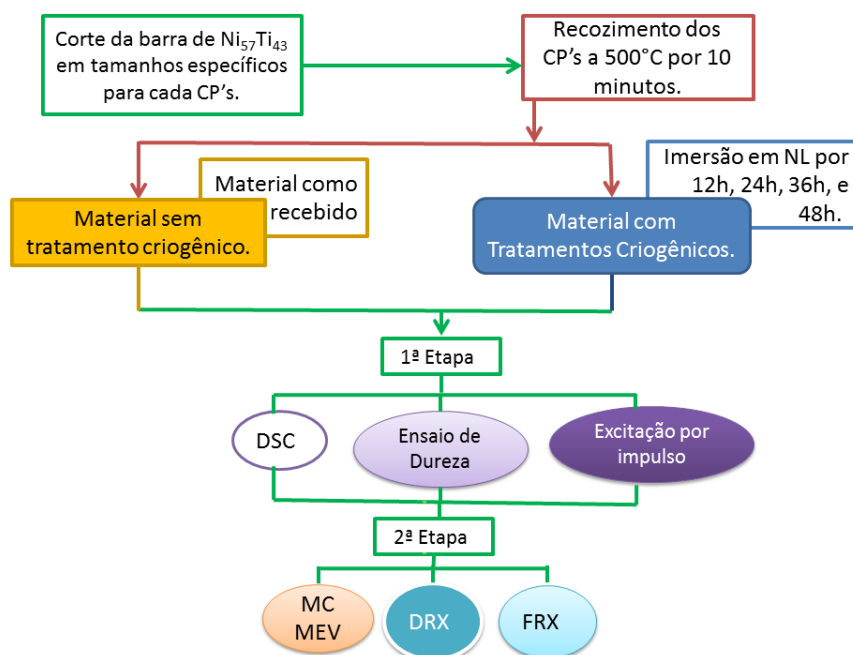 Corte da barra de Ni₅₇Ti₄₃
em tamanhos específicos
para cada CP's.
Recozimento dos
CP's a 500°C por 10
minutos.
Imersão em NL por
12h, 24h, 36h, e
48h.
Material como
recebido
Material sem
tratamento criogênico.
Material com
Tratamentos Criogênicos.
1ª Etapa
DSC
Ensaio de
Dureza
Excitação por
impulso
2ª Etapa
MC
MEV
DRX
FRX